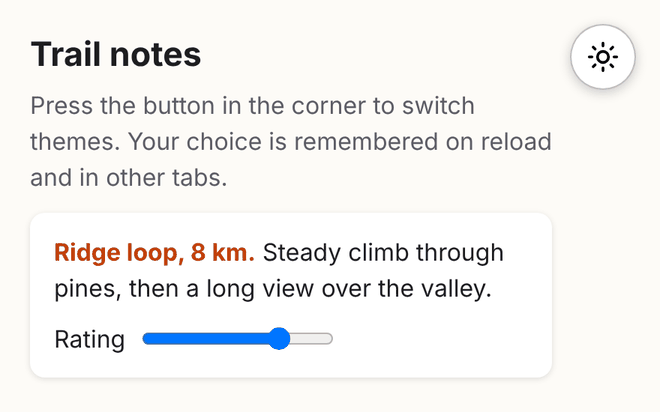 Trail notes
Press the button in the corner to switch
themes. Your choice is remembered on reload
and in other tabs.
Ridge loop, 8 km. Steady climb through
pines, then a long view over the valley.
Rating